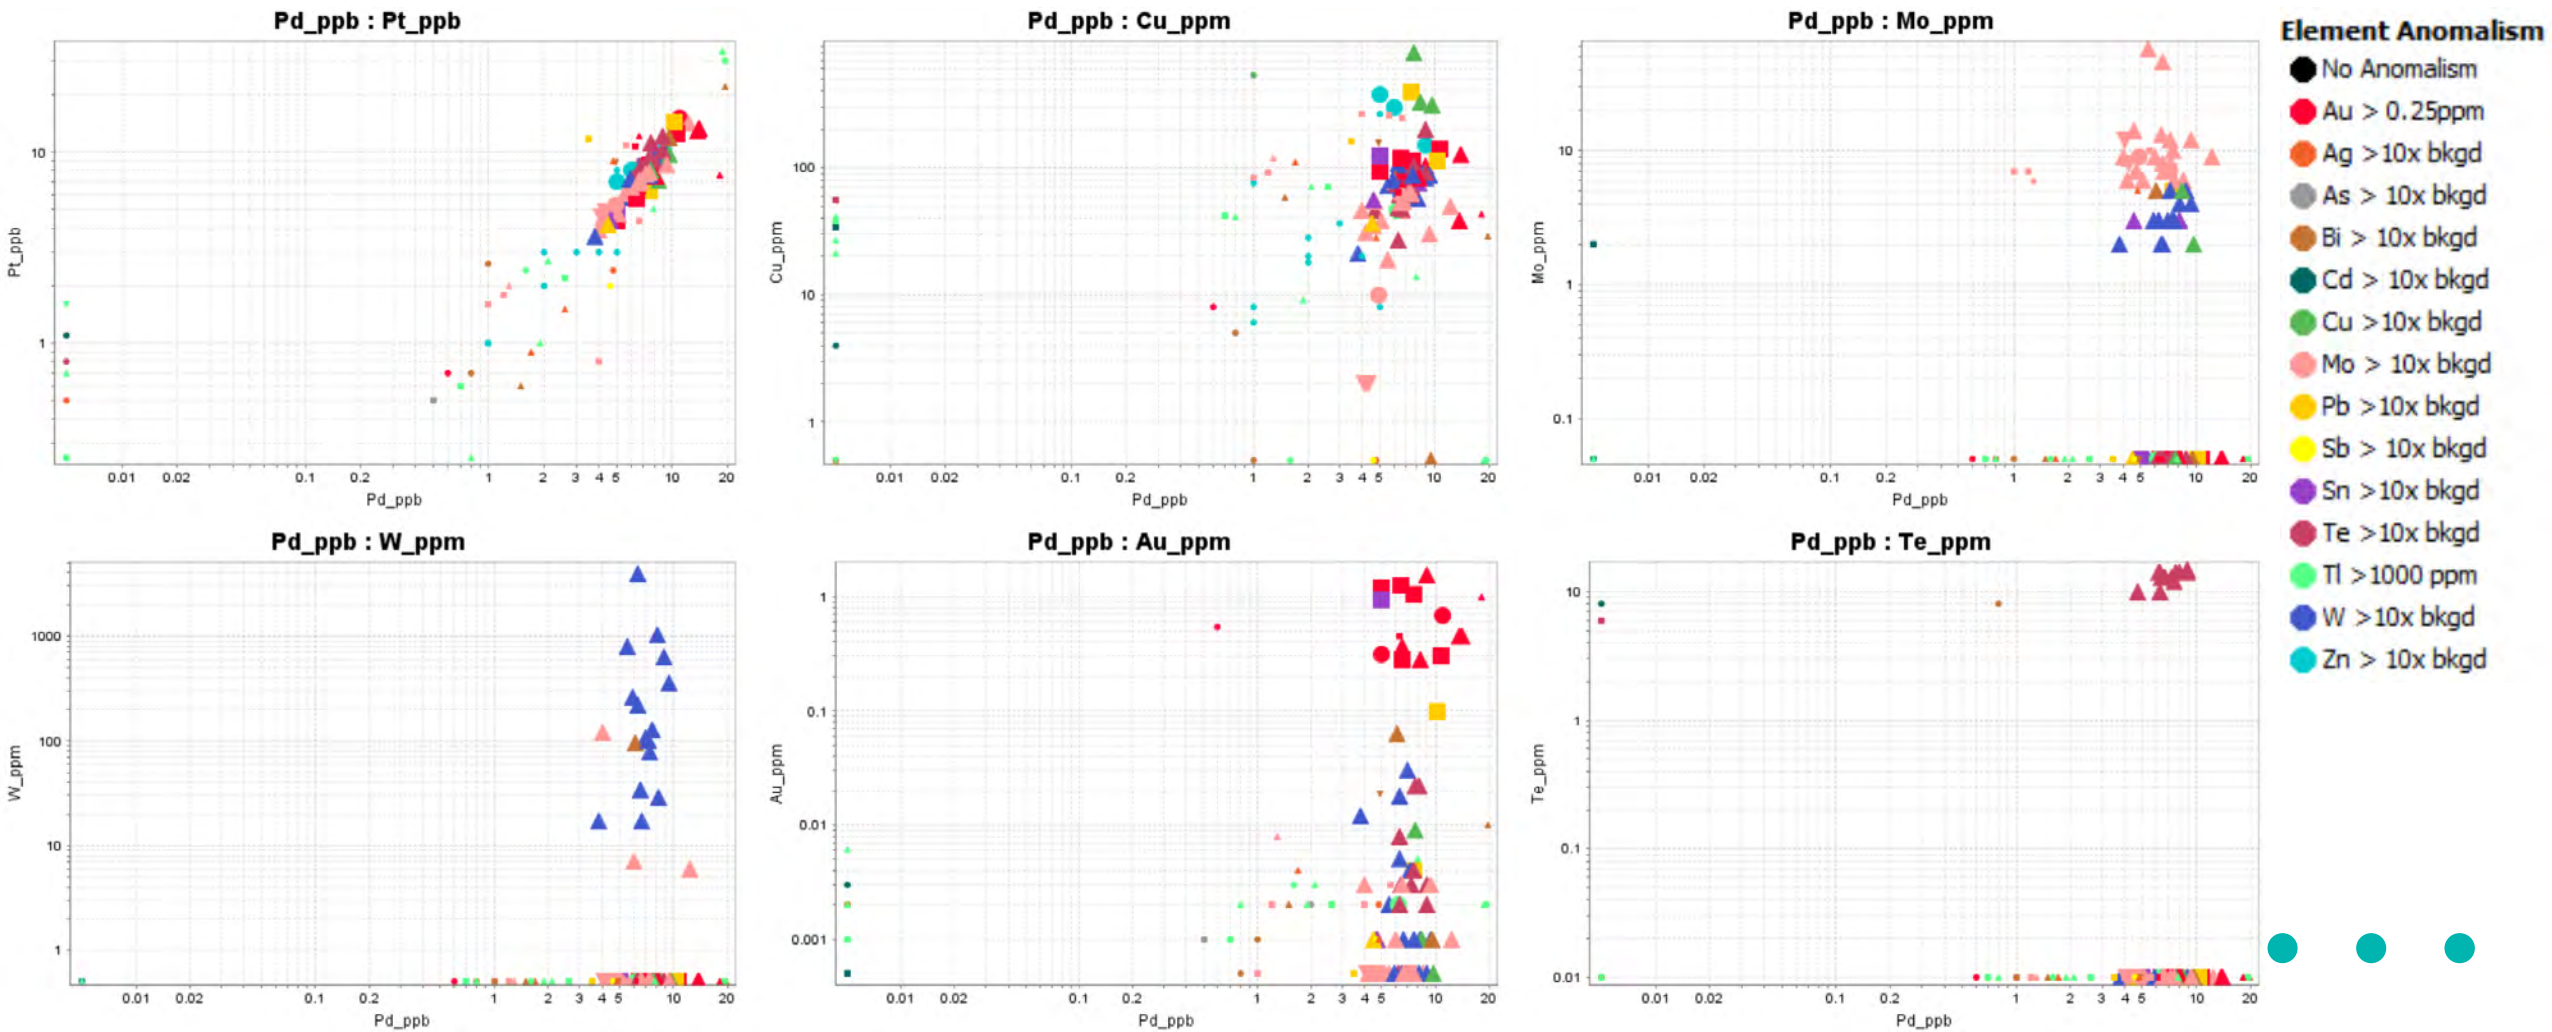 Pd_ppb : Pt_ppb
10
1
Pt_ppb
0.01 0.02 0.1 0.2 1 2 3 4 5 10 20
Pd_ppb
Pd_ppb : Cu_ppm
100
10
1
Cu_ppm
0.01 0.02 0.1 0.2 1 2 3 4 5 10 20
Pd_ppb
Pd_ppb : Mo_ppm
10
1
0.1
Mo_ppm
0.01 0.02 0.1 0.2 1 2 3 4 5 10 20
Pd_ppb
Element Anomalism
No Anomalism
Au > 0.25ppm
Ag >10x bkgd
As > 10x bkgd
Bi > 10x bkgd
Cd > 10x bkgd
Cu >10x bkgd
Mo > 10x bkgd
Pb >10x bkgd
Sb > 10x bkgd
Sn >10x bkgd
Te >10x bkgd
Tl >1000 ppm
W >10x bkgd
Zn > 10x bkgd
Pd_ppb : W_ppm
1000
100
10
1
W_ppm
0.01 0.02 0.1 0.2 1 2 3 4 5 10 20
Pd_ppb
Pd_ppb : Au_ppm
1
0.1
0.01
0.001
Au_ppm
0.01 0.02 0.1 0.2 1 2 3 4 5 10 20
Pd_ppb
Pd_ppb : Te_ppm
10
1
0.1
0.01
Te_ppm
0.01 0.02 0.1 0.2 1 2 3 4 5 10 20
Pd_ppb